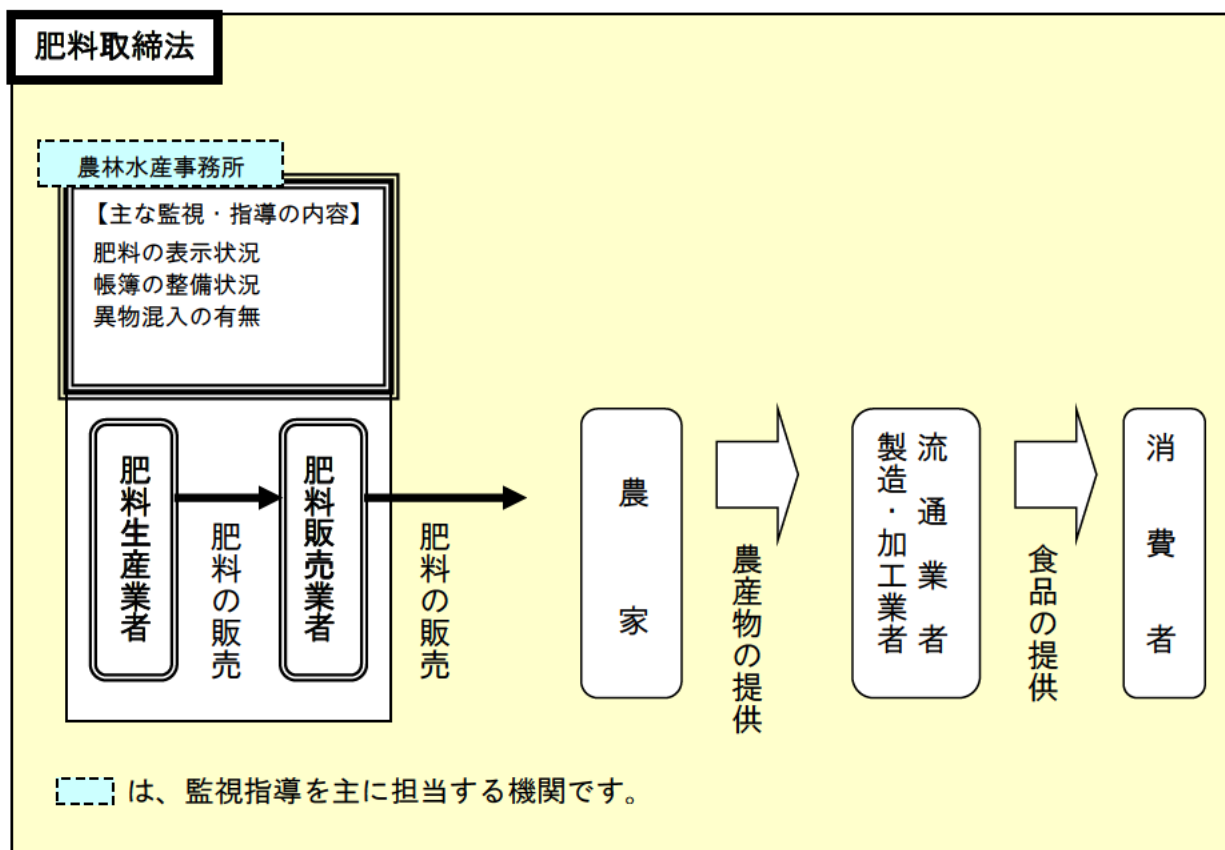 肥料取締法
農林水産事務所
【主な監視・指導の内容】
肥料の表示状況
帳簿の整備状況
異物混入の有無
肥料生産業者
肥料の販売
肥料販売業者
肥料の販売
農家
農産物の提供
流通業者
製造・加工業者
食品の提供
消費者
は、監視指導を主に担当する機関です。